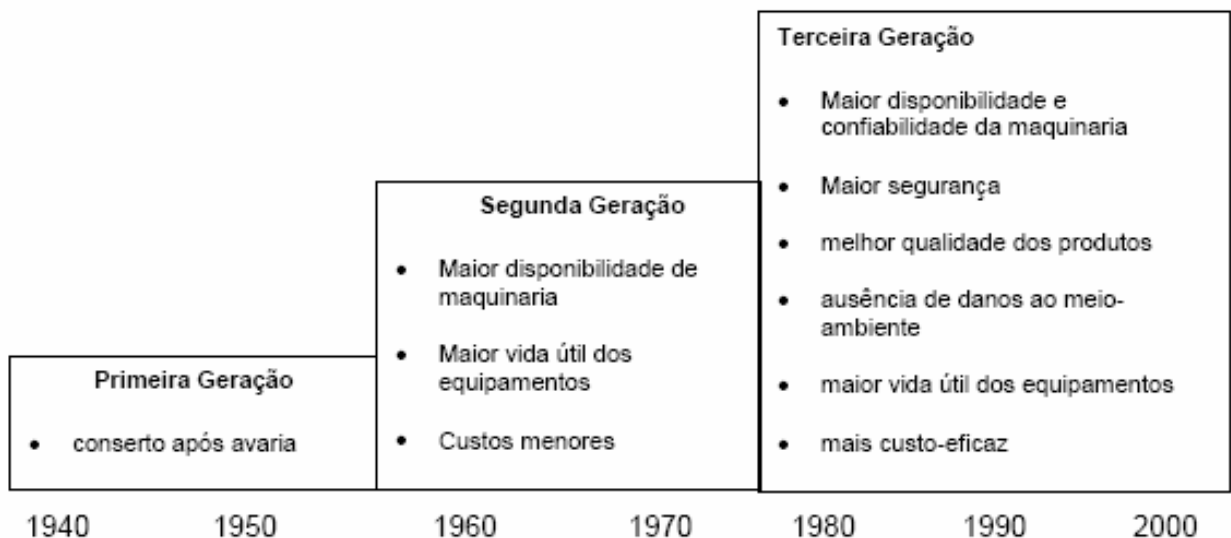 Primeira Geração
• conserto após avaria
Segunda Geração
• Maior disponibilidade de
maquinaria
• Maior vida útil dos
equipamentos
• Custos menores
Terceira Geração
• Maior disponibilidade e
confiabilidade da maquinaria
• Maior segurança
• melhor qualidade dos produtos
• ausência de danos ao meio-
ambiente
• maior vida útil dos equipamentos
• mais custo-eficaz
1940 1950 1960 1970 1980 1990 2000